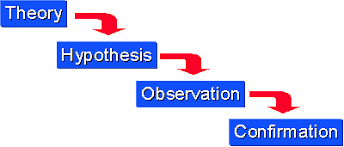 Theory
Hypothesis
Observation
Confirmation